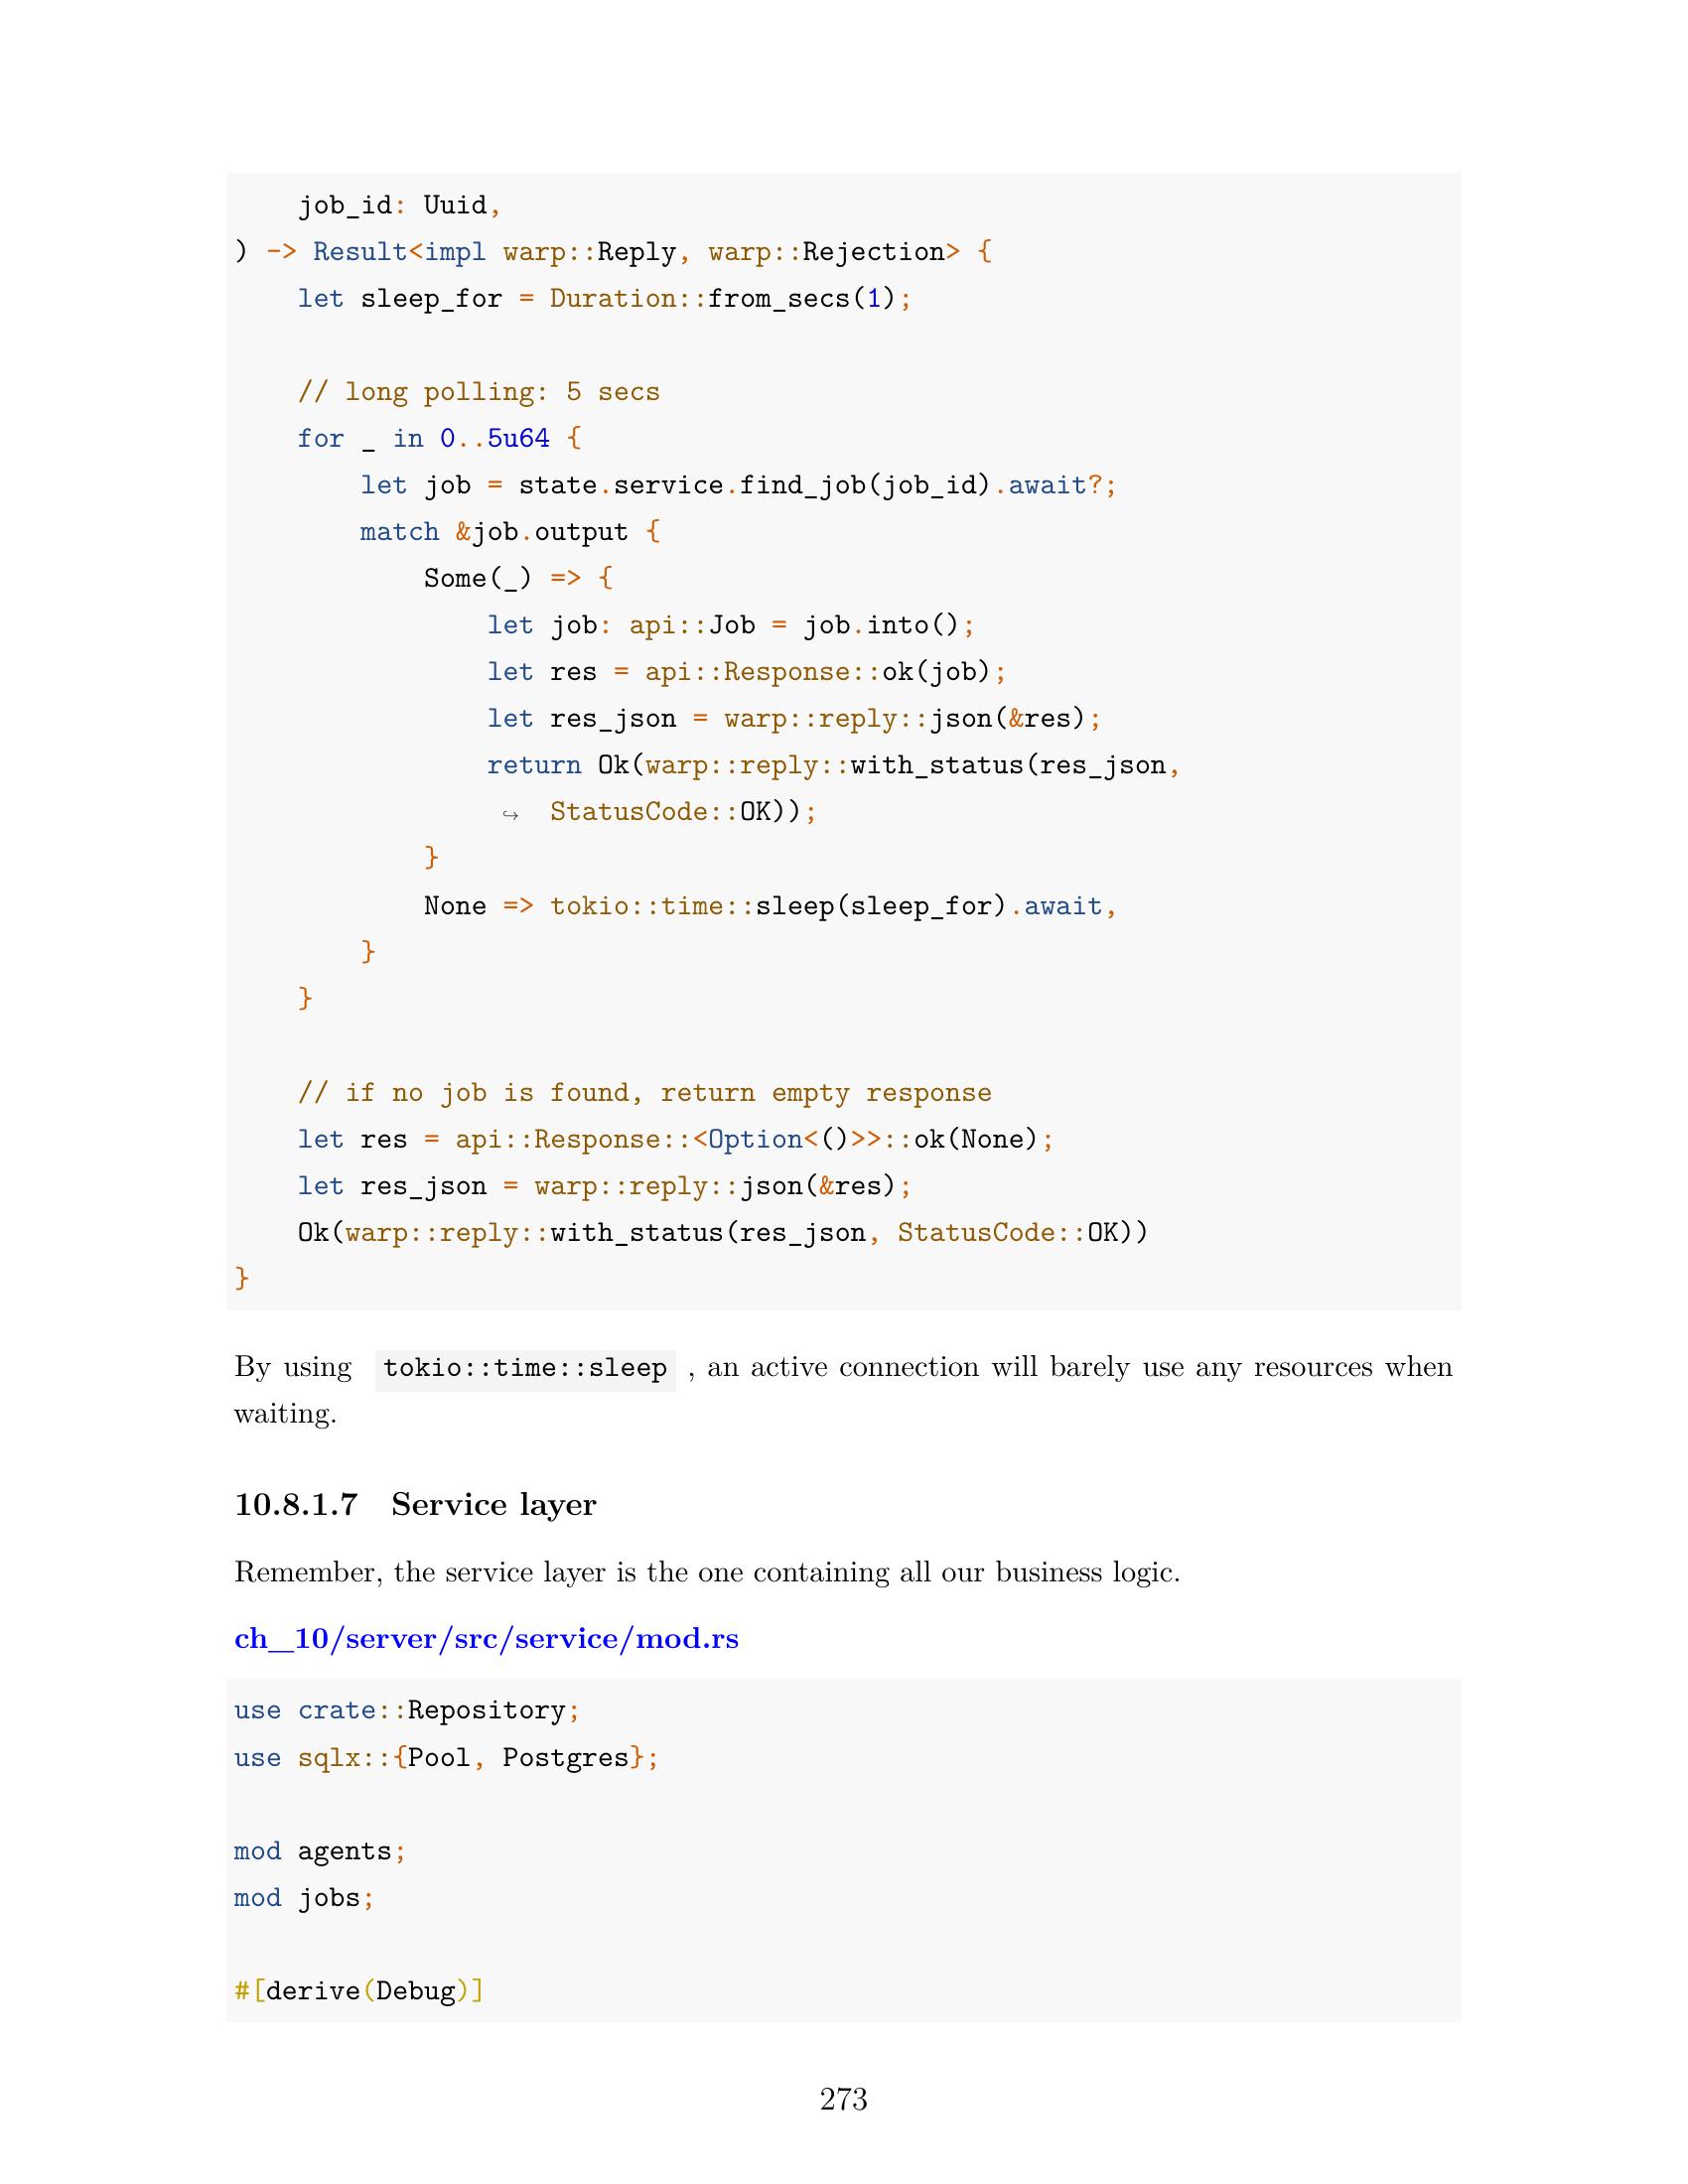 job_id: Uuid,
) -> Result<impl warp::Reply, warp::Rejection> {
    let sleep_for = Duration::from_secs(1);

    // long polling: 5 secs
    for _ in 0..5u64 {
        let job = state.service.find_job(job_id).await?;
        match &job.output {
            Some(_) => {
                let job: api::Job = job.into();
                let res = api::Response::ok(job);
                let res_json = warp::reply::json(&res);
                return Ok(warp::reply::with_status(res_json,
                 ↪  StatusCode::OK));
            }
            None => tokio::time::sleep(sleep_for).await,
        }
    }

    // if no job is found, return empty response
    let res = api::Response::<Option<()>>::ok(None);
    let res_json = warp::reply::json(&res);
    Ok(warp::reply::with_status(res_json, StatusCode::OK))
}
By using tokio::time::sleep , an active connection will barely use any resources when
waiting.
10.8.1.7 Service layer
Remember, the service layer is the one containing all our business logic.
ch_10/server/src/service/mod.rs
use crate::Repository;
use sqlx::{Pool, Postgres};

mod agents;
mod jobs;

#[derive(Debug)]
273